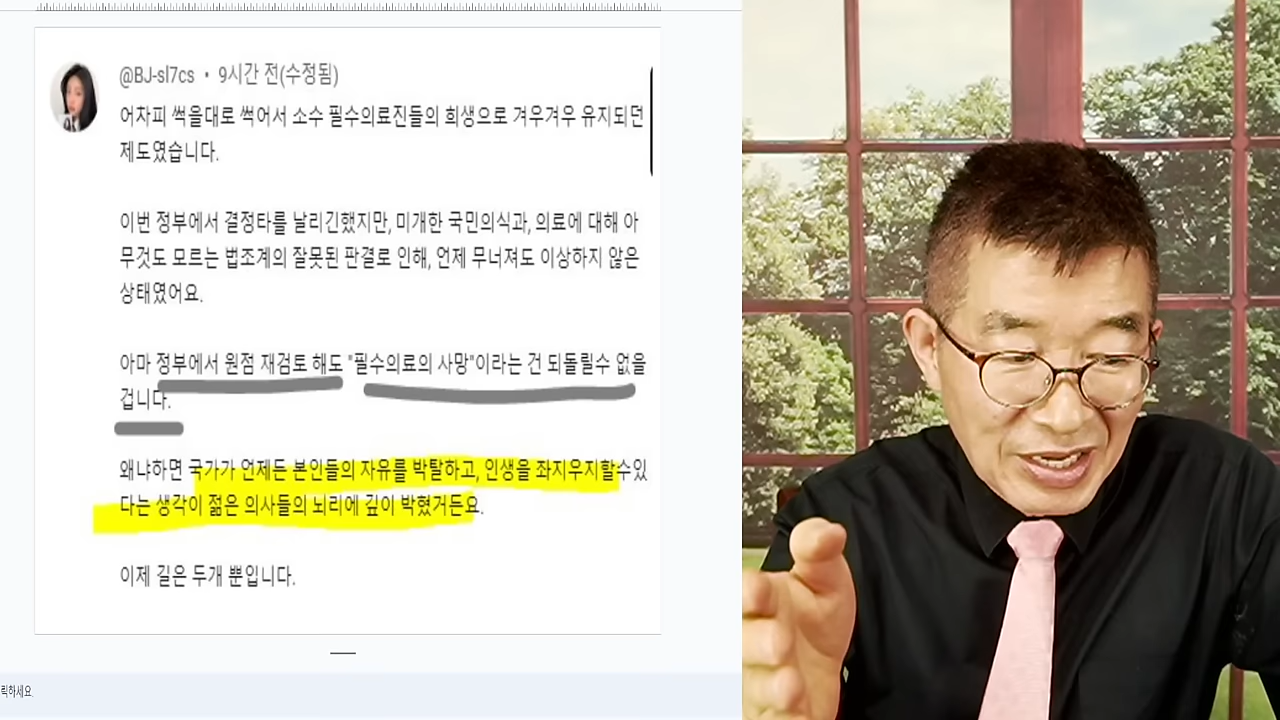 @BJ-sl7cs • 9시간 전(수정됨)
어차피 썩을대로 썩어서 소수 필수의료진들의 희생으로 겨우겨우 유지되던
제도였습니다.
이번 정부에서 결정타를 날리긴했지만, 미개한 국민의식과, 의료에 대해 아
무것도 모르는 법조계의 잘못된 판결로 인해, 언제 무너져도 이상하지 않은
상태였어요.
아마 정부에서 원점 재검토 해도 "필수의료의 사망"이라는 건 되돌릴수 없을
겁니다.
왜냐하면 국가가 언제든 본인들의 자유를 박탈하고, 인생을 좌지우지할수있
다는 생각이 젊은 의사들의 뇌리에 깊이 박혔거든요.
이제 길은 두개 뿐입니다.
릭하세요.